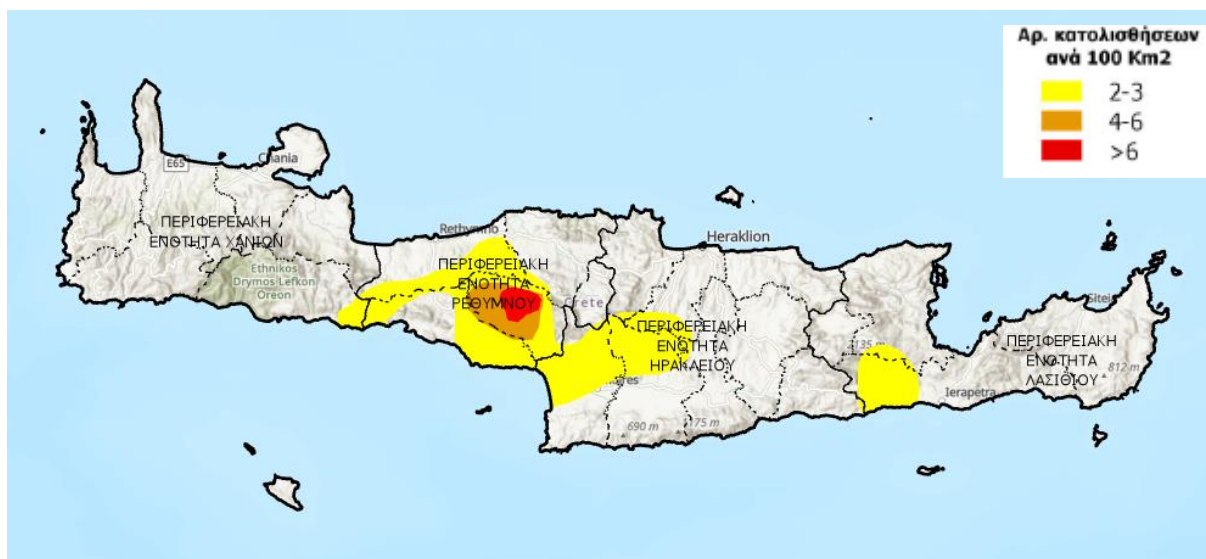 Αρ. κατολισθήσεων
ανά 100 Km2
2-3
4-6
>6
E65
Chania
ΠΕΡΙΦΕΡΕΙΑΚΗ
ΕΝΟΤΗΤΑ ΧΑΝΙΩΝ
Ethnikos
Drymos Lefkon
Oreon
Rethymno
Heraklion
ΠΕΡΙΦΕΡΕΙΑΚΗ
ΕΝΟΤΗΤΑ
ΡΕΘΥΜΝΟΥ
Crete
ΠΕΡΙΦΕΡΕΙΑΚΗ
ΕΝΟΤΗΤΑ
ΗΡΑΚΛΕΙΟΥ
690 m
2135 m
Siteia
ΠΕΡΙΦΕΡΕΙΑΚΗ
ΕΝΟΤΗΤΑ
ΛΑΣΙΘΙΟΥ
812 m
Ierapetra